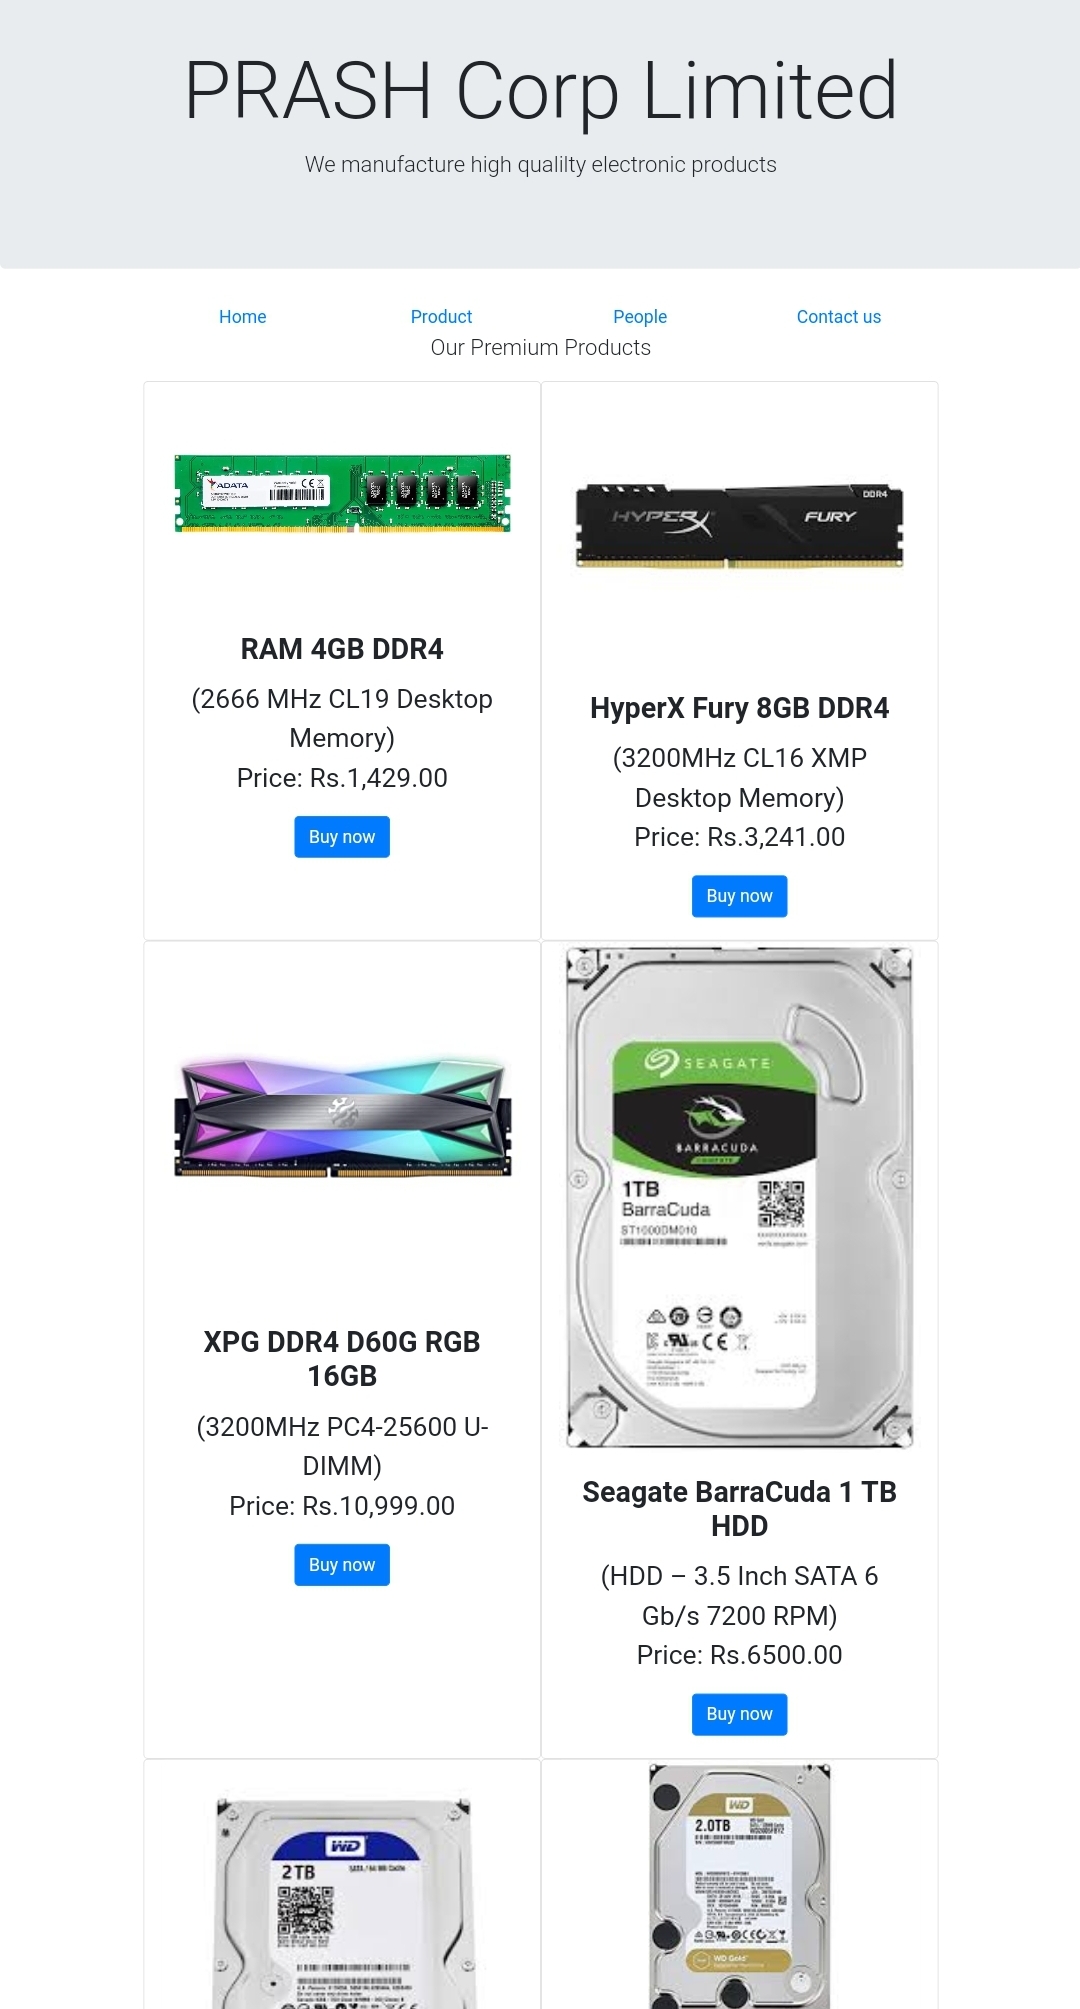 PRASH Corp Limited
We manufacture high qualilty electronic products
Home Product People Contact us
Our Premium Products
ADATA
RAM 4GB DDR4
(2666 MHz CL19 Desktop
Memory)
Price: Rs.1,429.00
Buy now
DDR4
HYPERX FURY
HyperX Fury 8GB DDR4
(3200MHz CL16 XMP
Desktop Memory)
Price: Rs.3,241.00
Buy now
XPG DDR4 D60G RGB
16GB
(3200MHz PC4-25600 U-
DIMM)
Price: Rs.10,999.00
Buy now
SEAGATE
BARRACUDA
1TB
BarraCuda
ST1000DM010
Seagate BarraCuda 1 TB
HDD
(HDD – 3.5 Inch SATA 6
Gb/s 7200 RPM)
Price: Rs.6500.00
Buy now
WD
2TB
SATA / 64 MB Cache
WD
2.0TB
WD Gold